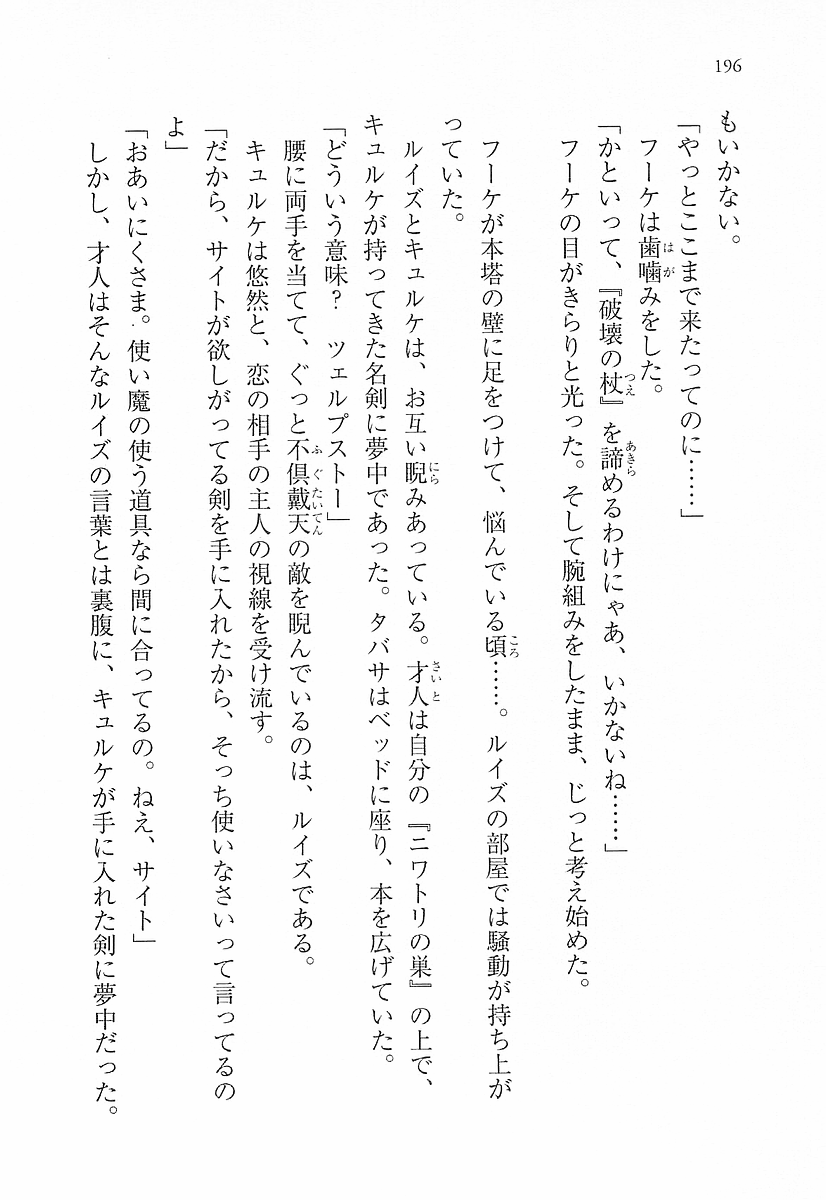 196
もいかない。
「やっとここまで来たってのに……」
フーケは歯噛みをした。
「かといって、『破壊の杖』を諦めるわけにゃあ、いかないね……」
フーケの目がきらりと光った。そして腕組みをしたまま、じっと考え始めた。
フーケが本塔の壁に足をつけて、悩んでいる頃……。ルイズの部屋では騒動が持ち上が
っていた。
ルイズとキュルケは、お互い睨みあっている。才人は自分の『ニワトリの巣』の上で、
キュルケが持ってきた名剣に夢中であった。タバサはベッドに座り、本を広げていた。
「どういう意味？　ツェルプストー」
腰に両手を当てて、ぐっと不倶戴天の敵を睨んでいるのは、ルイズである。
キュルケは悠然と、恋の相手の主人の視線を受け流す。
「だから、サイトが欲しがってる剣を手に入れたから、そっち使いなさいって言ってるの
よ」
「おあいにくさま。使い魔の使う道具なら間に合ってるの。ねえ、サイト」
しかし、才人はそんなルイズの言葉とは裏腹に、キュルケが手に入れた剣に夢中だった。